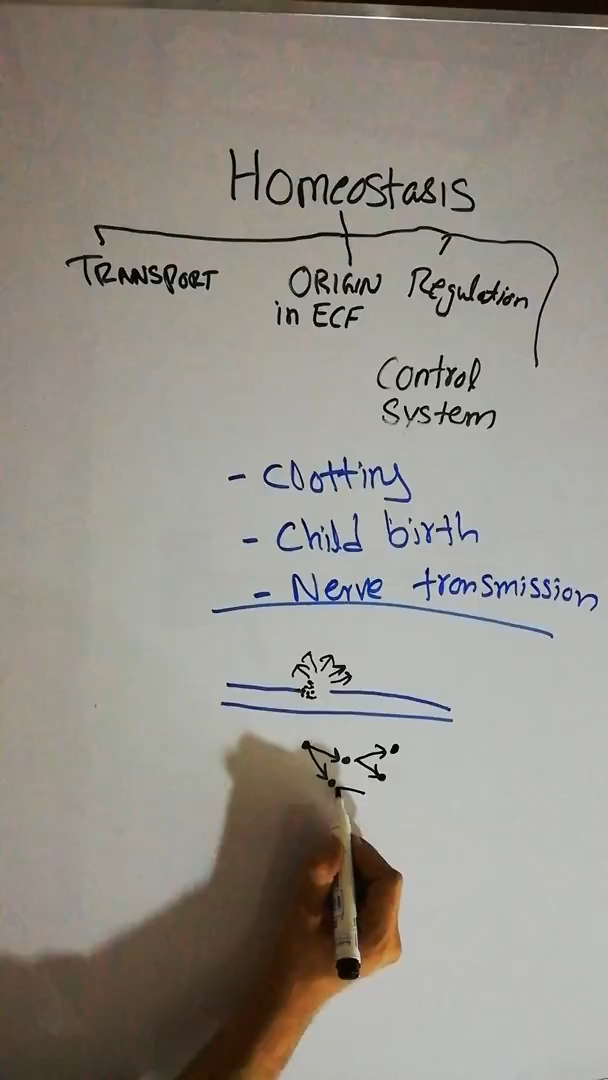 Homeostasis
TRANSPORT
ORIGIN
in ECF
Regulation
Control
System
- Clotting
- Child birth
- Nerve transmission